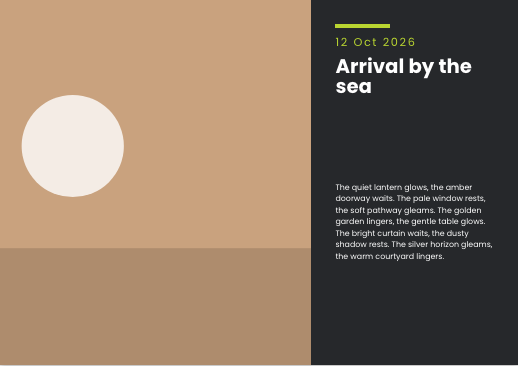 12 Oct 2026
Arrival by the
sea
The quiet lantern glows, the amber
doorway waits. The pale window rests,
the soft pathway gleams. The golden
garden lingers, the gentle table glows.
The bright curtain waits, the dusty
shadow rests. The silver horizon gleams,
the warm courtyard lingers.